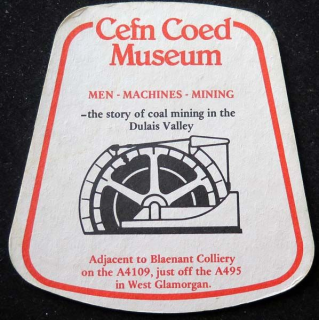 Cefn Coed
Museum
MEN - MACHINES - MINING
-the story of coal mining in the
Dulais Valley
Adjacent to Blaenant Colliery
on the A4109, just off the A495
in West Glamorgan.